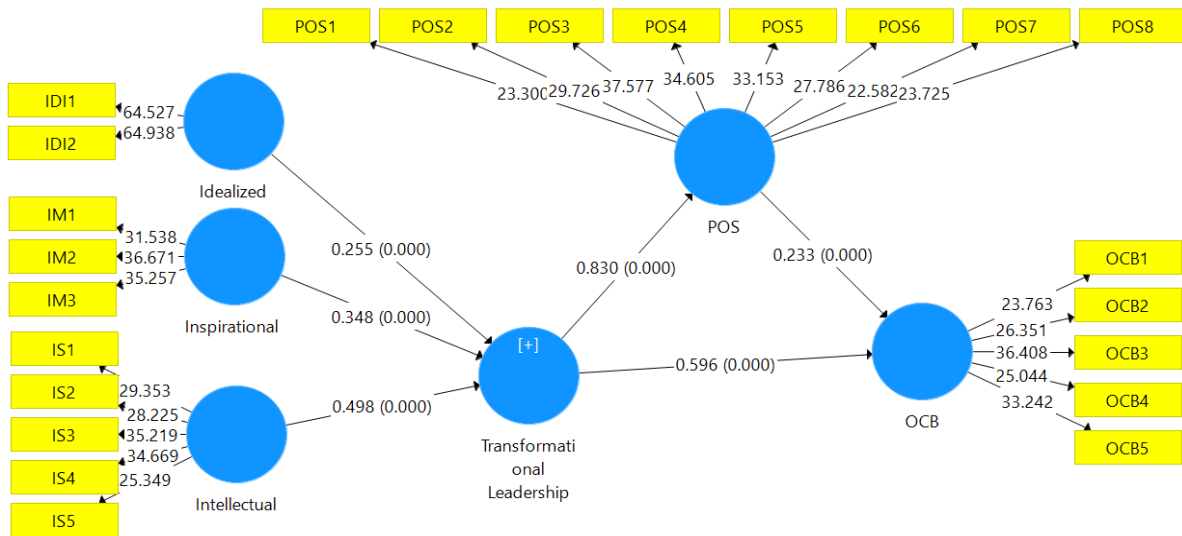 POS1
POS2
POS3
POS4
POS5
POS6
POS7
POS8
23.300
29.726
37.577
34.605
33.153
27.786
22.582
23.725
POS
IDI1
IDI2
64.527
64.938
Idealized
IM1
IM2
IM3
31.538
36.671
35.257
Inspirational
IS1
IS2
IS3
IS4
IS5
29.353
28.225
35.219
34.669
25.349
Intellectual
0.255 (0.000)
0.348 (0.000)
0.498 (0.000)
[+]
Transformati
onal
Leadership
0.830 (0.000)
0.233 (0.000)
0.596 (0.000)
OCB
23.763
26.351
36.408
25.044
33.242
OCB1
OCB2
OCB3
OCB4
OCB5